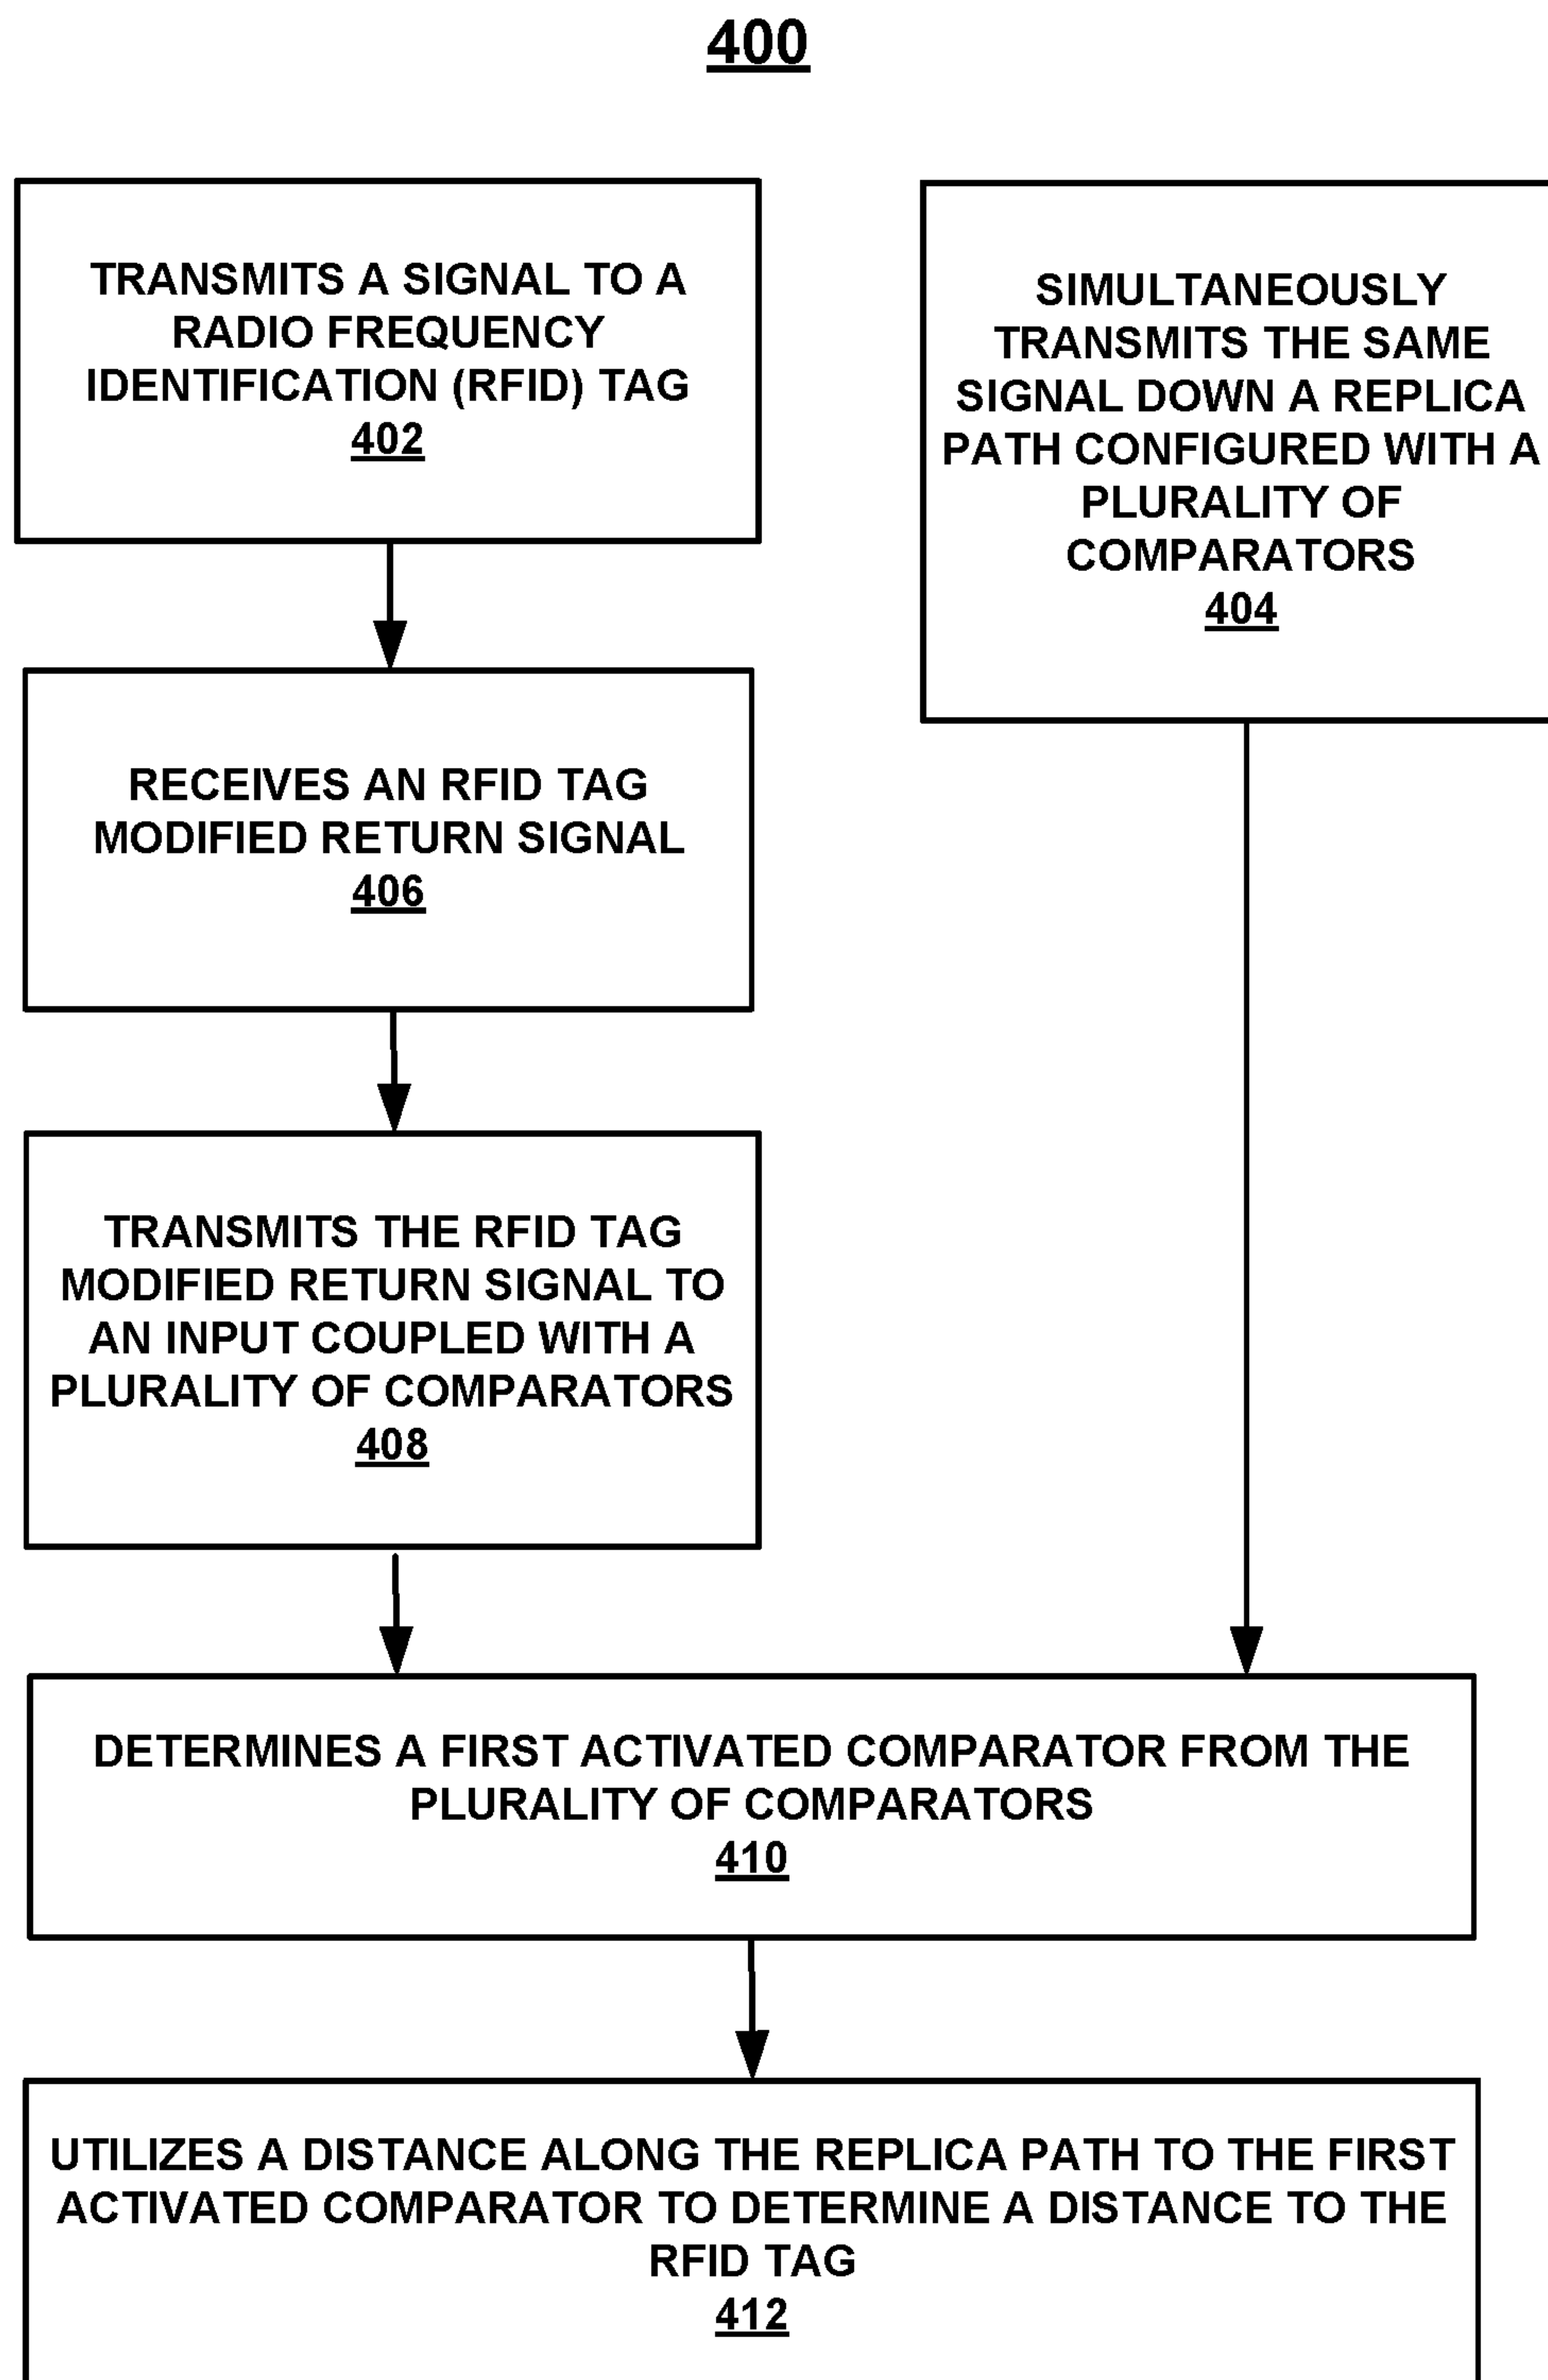 400
TRANSMITS A SIGNAL TO A
RADIO FREQUENCY
IDENTIFICATION (RFID) TAG
402
SIMULTANEOUSLY
TRANSMITS THE SAME
SIGNAL DOWN A REPLICA
PATH CONFIGURED WITH A
PLURALITY OF
COMPARATORS
404
RECEIVES AN RFID TAG
MODIFIED RETURN SIGNAL
406
TRANSMITS THE RFID TAG
MODIFIED RETURN SIGNAL TO
AN INPUT COUPLED WITH A
PLURALITY OF COMPARATORS
408
DETERMINES A FIRST ACTIVATED COMPARATOR FROM THE
PLURALITY OF COMPARATORS
410
UTILIZES A DISTANCE ALONG THE REPLICA PATH TO THE FIRST
ACTIVATED COMPARATOR TO DETERMINE A DISTANCE TO THE
RFID TAG
412